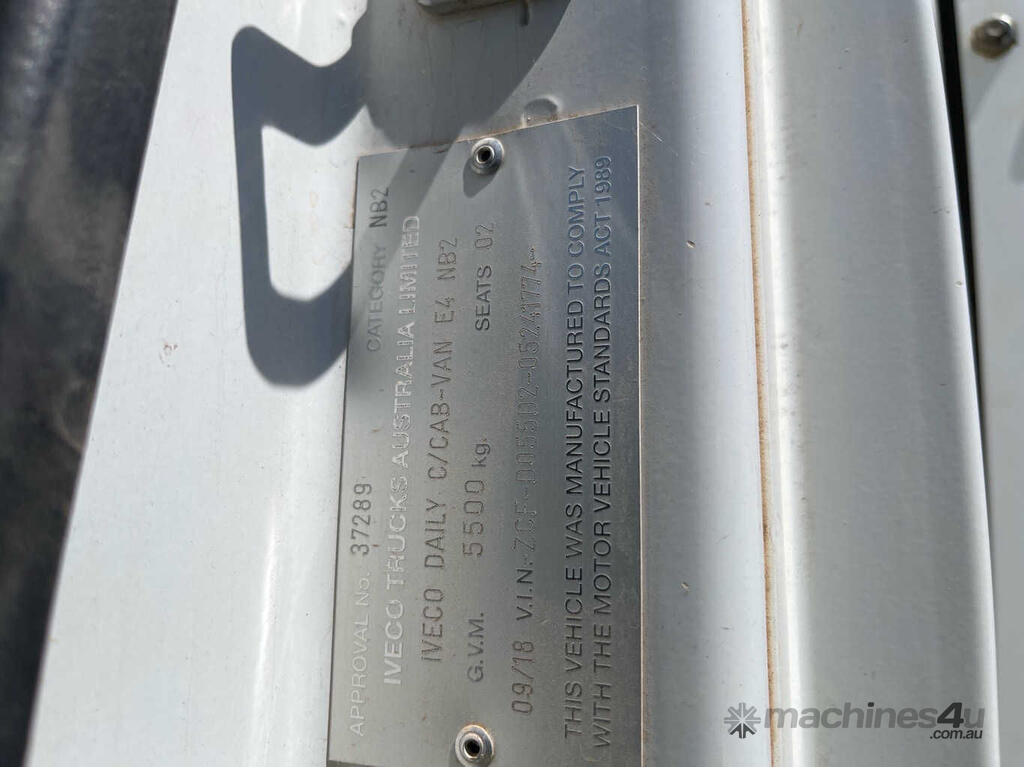 APPROVAL No. 37289 CATEGORY NB2
IVECO TRUCKS AUSTRALIA LIMITED
IVECO DAILY C/CAB-VAN E4 NB2
G.V.M. 5500 kg. SEATS 02
09/18 V.I.N.
THIS VEHICLE WAS MANUFACTURED TO COMPLY
WITH THE MOTOR VEHICLE STANDARDS ACT 1989
machines4u
.com.au